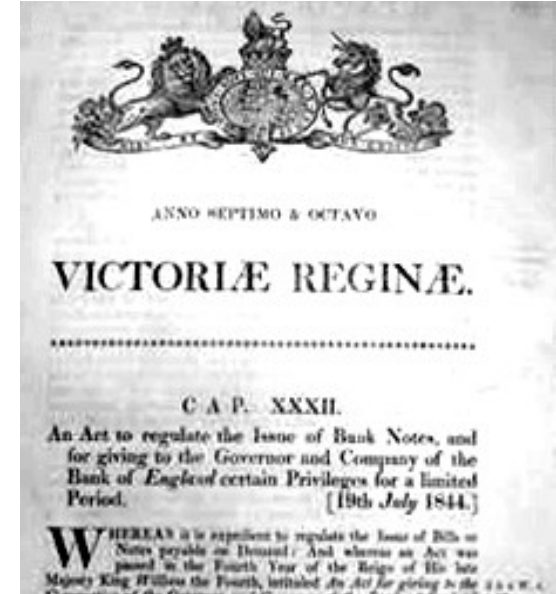 ANNO SEPTIMO & OCTAVO
VICTORIÆ REGINÆ.
CAP. XXXII.
An Act to regulate the Issue of Bank Notes, and
for giving to the Governor and Company of the
Bank of England certain Privileges for a limited
Period. [19th July 1844.]
WHEREAS it is expedient to regulate the Issue of Bills or
Notes payable on Demand: And whereas an Act was
passed in the Fourth Year of the Reign of His late
Majesty King William the Fourth, intituled An Act for giving to the